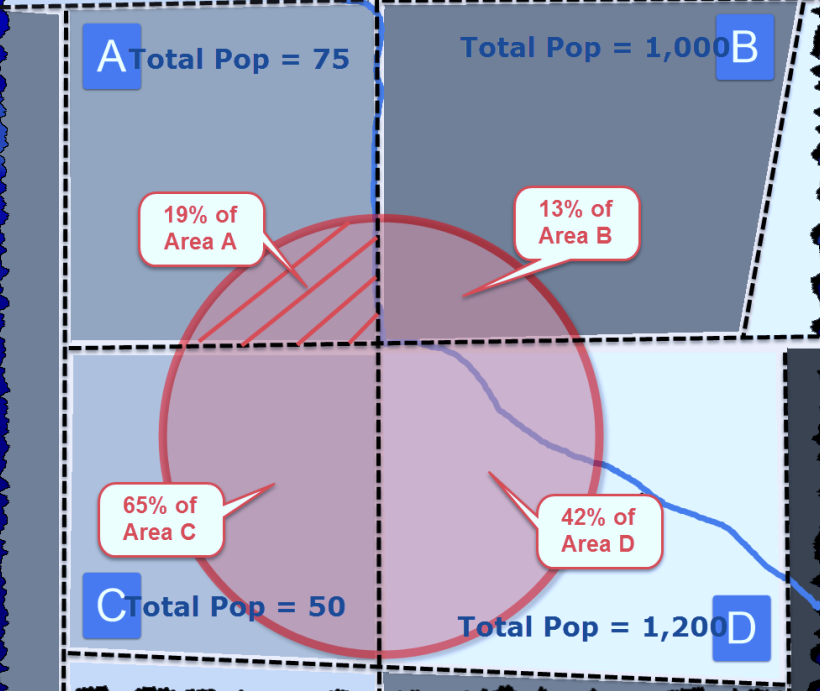 A Total Pop = 75
Total Pop = 1,000 B
19% of
Area A
13% of
Area B
65% of
Area C
42% of
Area D
C Total Pop = 50
Total Pop = 1,200 D